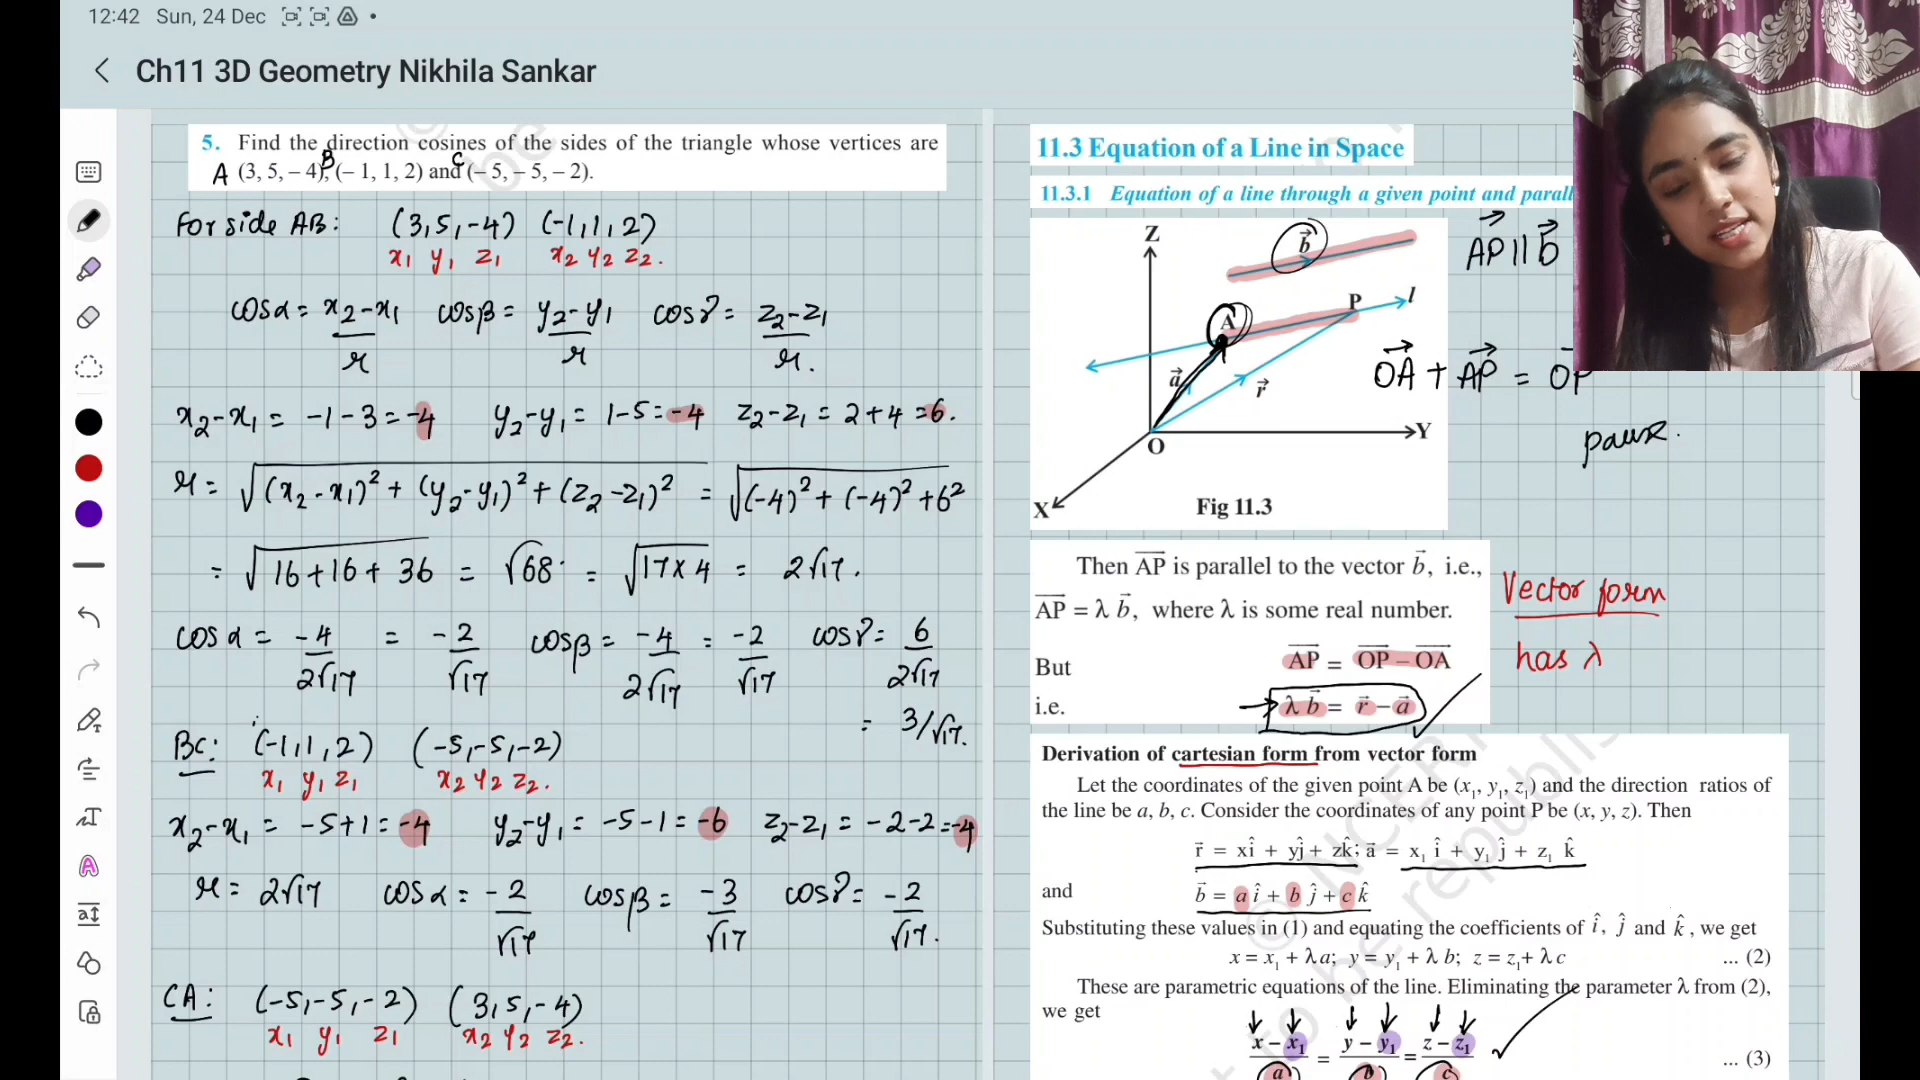 12:42 Sun, 24 Dec
Ch11 3D Geometry Nikhila Sankar
5. Find the direction cosines of the sides of the triangle whose vertices are
A (3, 5, – 4), B (– 1, 1, 2) and C (– 5, – 5, – 2).
For side AB: (3, 5, -4) (-1, 1, 2)
x₁ y₁ z₁ x₂ y₂ z₂.
cosα = (x₂-x₁)/r cosβ = (y₂-y₁)/r cosγ = (z₂-z₁)/r.
x₂-x₁ = -1-3 = -4 y₂-y₁ = 1-5 = -4 z₂-z₁ = 2+4 = 6.
r = √((x₂-x₁)² + (y₂-y₁)² + (z₂-z₁)²) = √((-4)² + (-4)² + 6²
= √(16+16+36) = √68 = √(17×4) = 2√17.
cosα = -4/2√17 = -2/√17 cosβ = -4/2√17 = -2/√17 cosγ = 6/2√17
= 3/√17.
BC: (-1, 1, 2) (-5, -5, -2)
x₁ y₁ z₁ x₂ y₂ z₂.
x₂-x₁ = -5+1 = -4 y₂-y₁ = -5-1 = -6 z₂-z₁ = -2-2 = -4
r = 2√17 cosα = -2/√17 cosβ = -3/√17 cosγ = -2/√17.
CA: (-5, -5, -2) (3, 5, -4)
x₁ y₁ z₁ x₂ y₂ z₂.
11.3 Equation of a Line in Space
11.3.1 Equation of a line through a given point and parall
Z
b⃗
AP⃗ || b⃗
A P l
a⃗ r⃗
OA⃗ + AP⃗ = OP
Y
O
X
Fig 11.3
pause.
Then AP is parallel to the vector b⃗, i.e.,
AP = λ b⃗, where λ is some real number.
But AP = OP – OA
i.e. λ b⃗ = r⃗ – a⃗
Vector form
has λ
Derivation of cartesian form from vector form
Let the coordinates of the given point A be (x₁, y₁, z₁) and the direction ratios of
the line be a, b, c. Consider the coordinates of any point P be (x, y, z). Then
r⃗ = xî + yĵ + zk̂; a⃗ = x₁ î + y₁ ĵ + z₁ k̂
and b⃗ = a î + b ĵ + c k̂
Substituting these values in (1) and equating the coefficients of î, ĵ and k̂, we get
x = x₁ + λ a; y = y₁ + λ b; z = z₁+ λ c ... (2)
These are parametric equations of the line. Eliminating the parameter λ from (2),
we get
(x – x₁)/a = (y – y₁)/b = (z – z₁)/c ... (3)